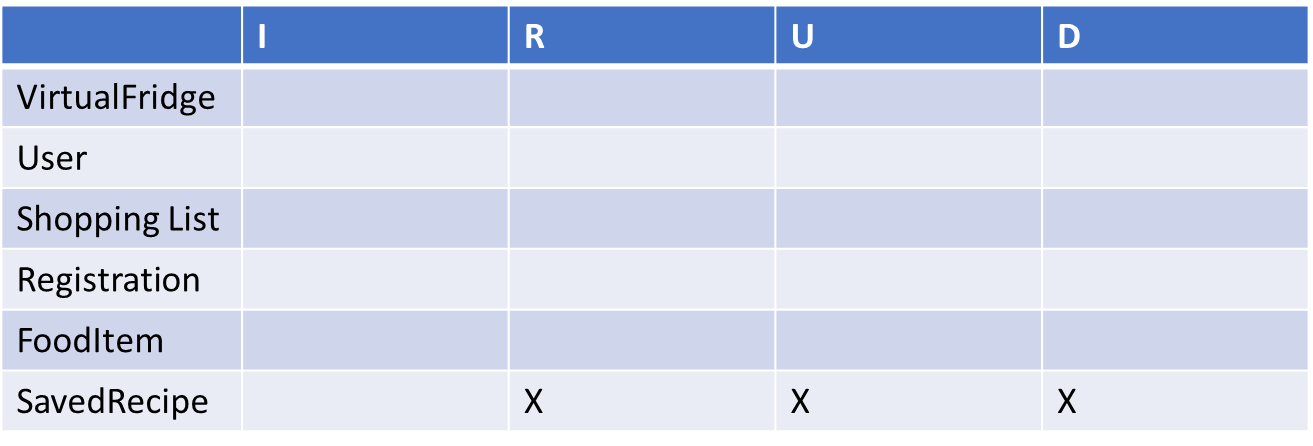 I R U D
VirtualFridge
User
Shopping List
Registration
FoodItem
SavedRecipe X X X